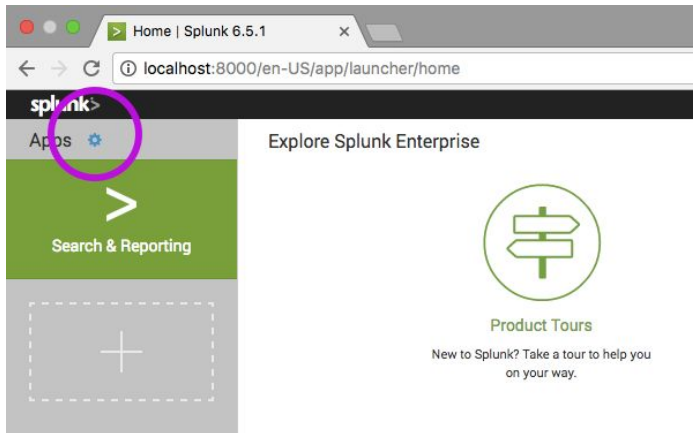 Home | Splunk 6.5.1
localhost:8000/en-US/app/launcher/home
splunk>
Apps
Explore Splunk Enterprise
Search & Reporting
Product Tours
New to Splunk? Take a tour to help you
on your way.